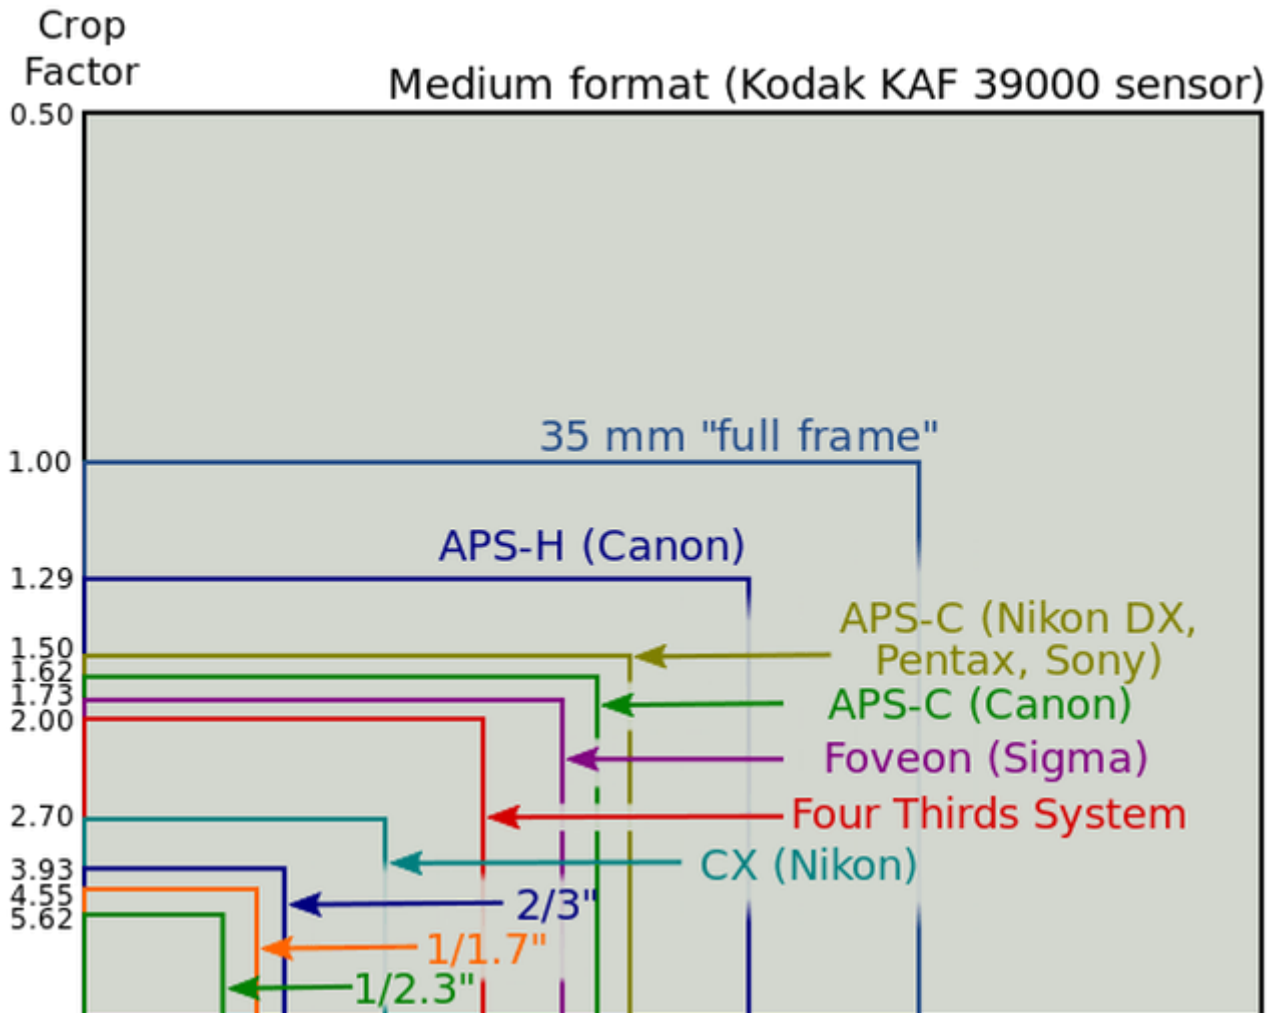 Crop
Factor
Medium format (Kodak KAF 39000 sensor)
0.50
35 mm "full frame"
1.00
APS-H (Canon)
1.29
APS-C (Nikon DX,
Pentax, Sony)
1.50
1.62
APS-C (Canon)
1.73
2.00
Foveon (Sigma)
Four Thirds System
2.70
CX (Nikon)
3.93
4.55
2/3"
5.62
1/1.7"
1/2.3"